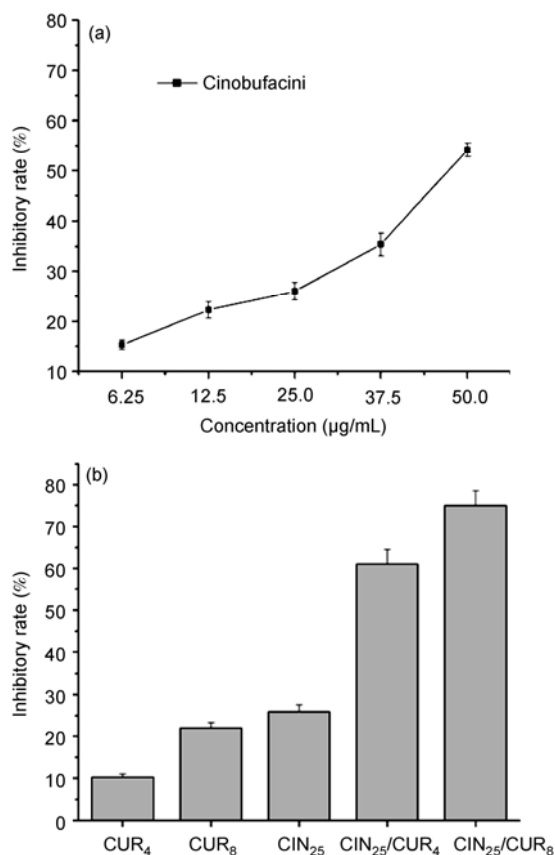 (a)
Cinobufacini
80
70
60
50
40
30
20
10
Inhibitory rate (%)
6.25 12.5 25.0 37.5 50.0
Concentration (µg/mL)
(b)
80
70
60
50
40
30
20
10
0
Inhibitory rate (%)
CUR₄ CUR₈ CIN₂₅ CIN₂₅/CUR₄ CIN₂₅/CUR₈